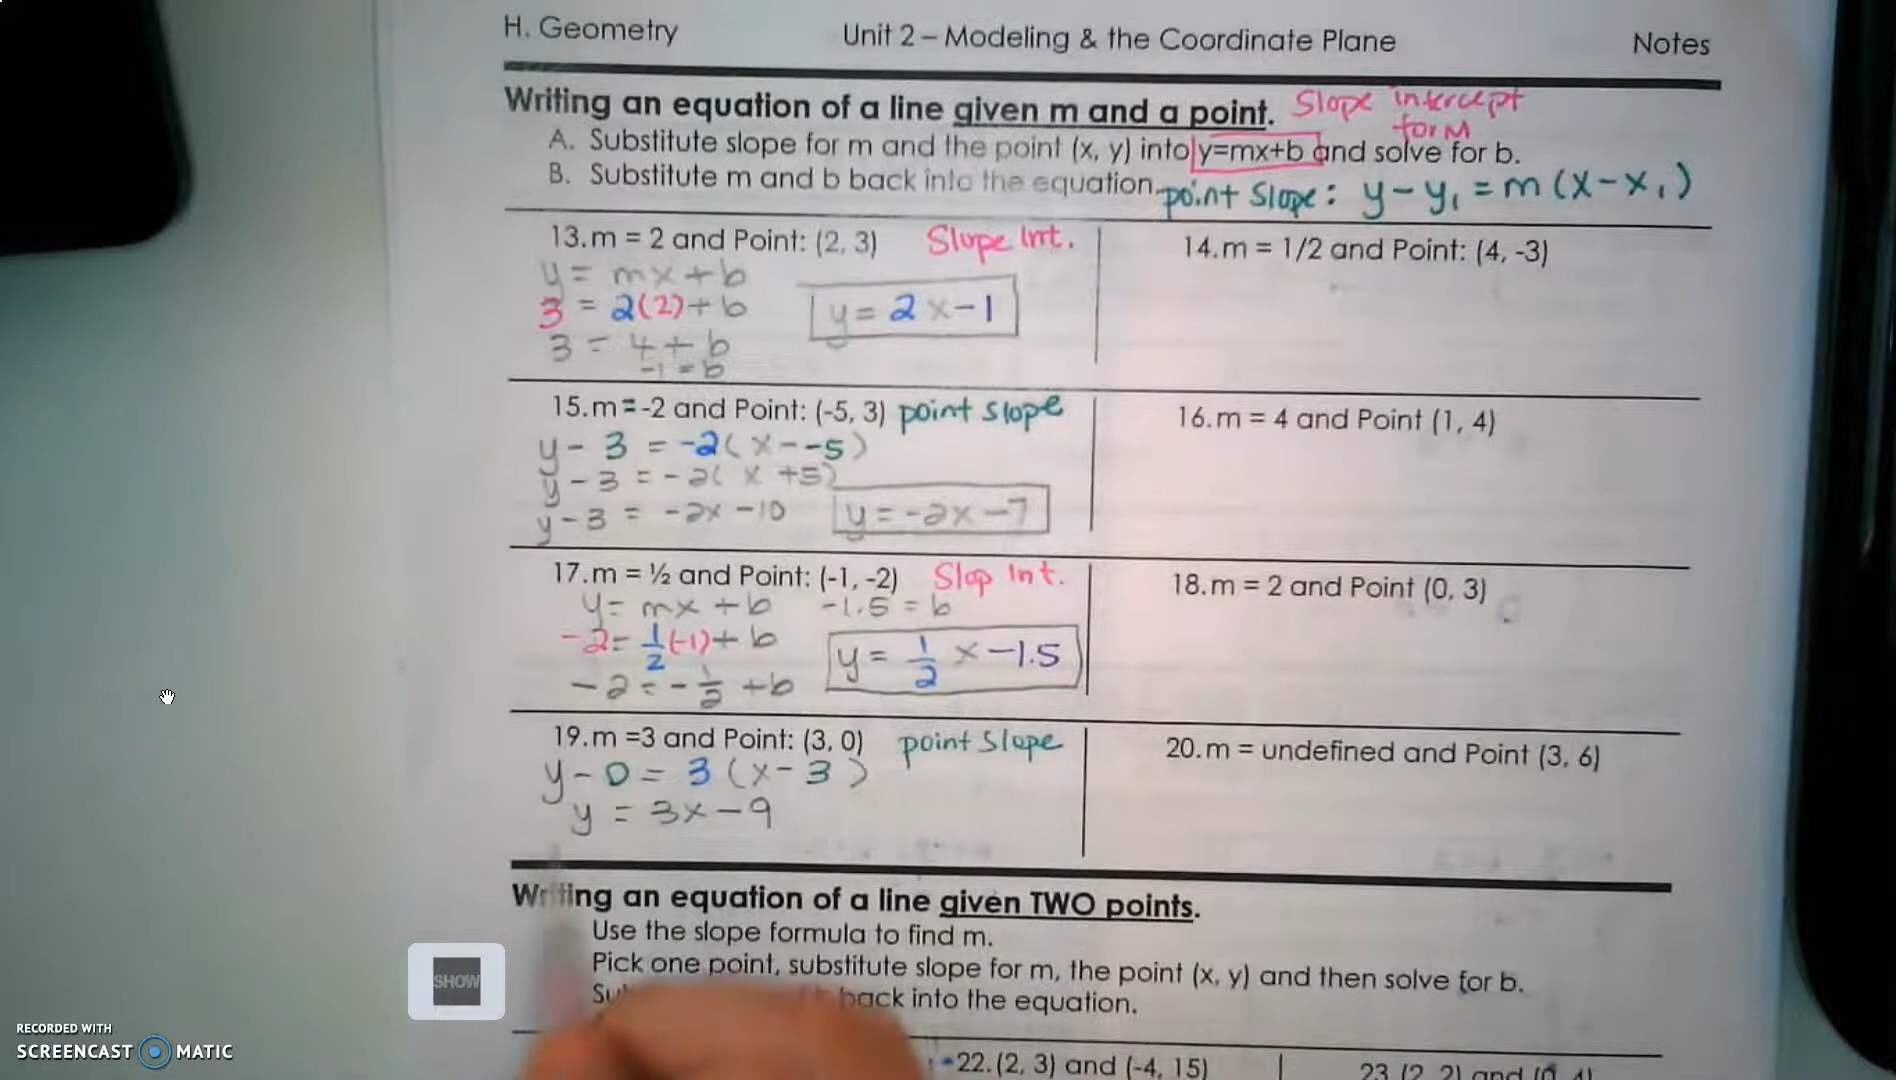 H. Geometry Unit 2 – Modeling & the Coordinate Plane Notes
Writing an equation of a line given m and a point. Slope intercept form
A. Substitute slope for m and the point (x, y) into y=mx+b and solve for b.
B. Substitute m and b back into the equation.
point Slope: y - y₁ = m (x - x₁)
13. m = 2 and Point: (2, 3) Slope Int.
y = mx + b
3 = 2(2) + b
3 = 4 + b
-1 = b
y = 2x - 1
14. m = 1/2 and Point: (4, -3)
15. m = -2 and Point: (-5, 3) point slope
y - 3 = -2(x - -5)
y - 3 = -2(x + 5)
y - 3 = -2x - 10
y = -2x - 7
16. m = 4 and Point (1, 4)
17. m = ½ and Point: (-1, -2) Slop Int.
y = mx + b
-2 = 1/2 (-1) + b
-2 = -1/2 + b
-1.5 = b
y = 1/2 x - 1.5
18. m = 2 and Point (0, 3)
19. m =3 and Point: (3, 0) point Slope
y - 0 = 3 (x - 3)
y = 3x - 9
20. m = undefined and Point (3, 6)
Writing an equation of a line given TWO points.
Use the slope formula to find m.
Pick one point, substitute slope for m, the point (x, y) and then solve for b.
back into the equation.
22. (2, 3) and (-4, 15)
23 (2, 2) and
SHOW
RECORDED WITH
SCREENCAST MATIC